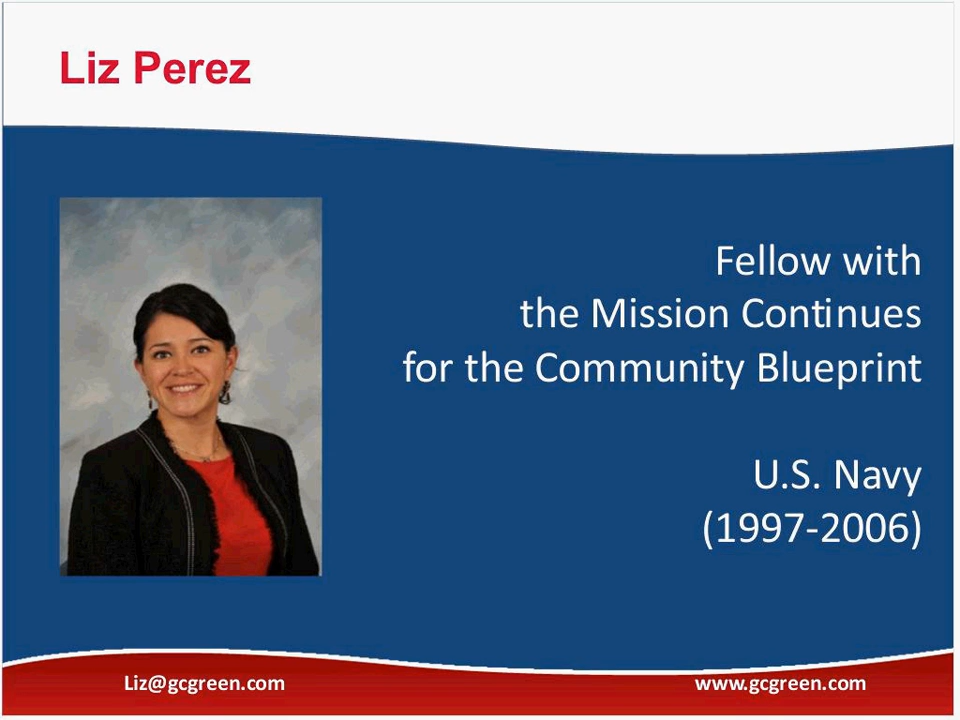 Liz Perez
Fellow with
the Mission Continues
for the Community Blueprint
U.S. Navy
(1997-2006)
Liz@gcgreen.com
www.gcgreen.com